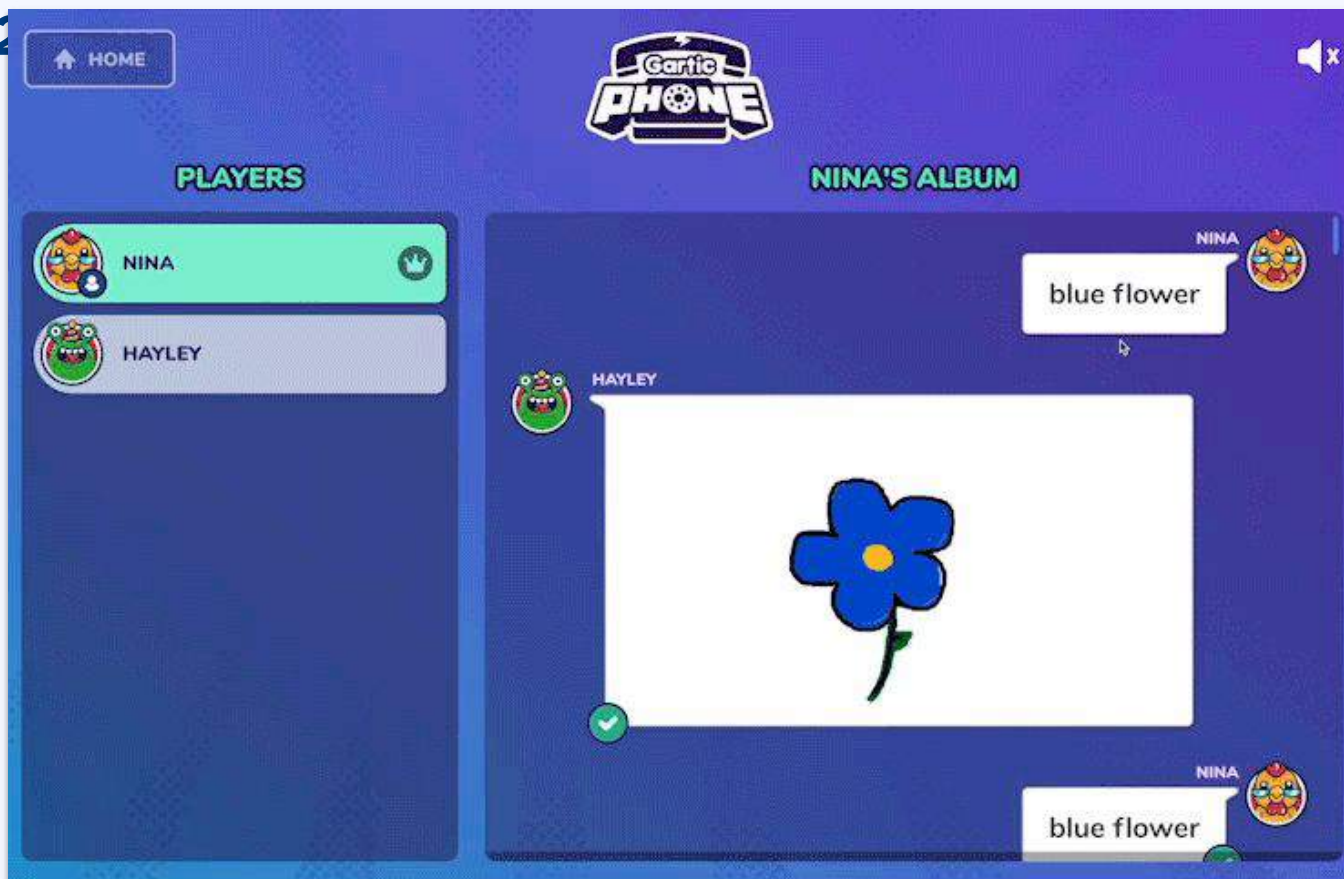 HOME
Gartic
PHONE
PLAYERS
NINA'S ALBUM
NINA
HAYLEY
NINA
blue flower
HAYLEY
NINA
blue flower